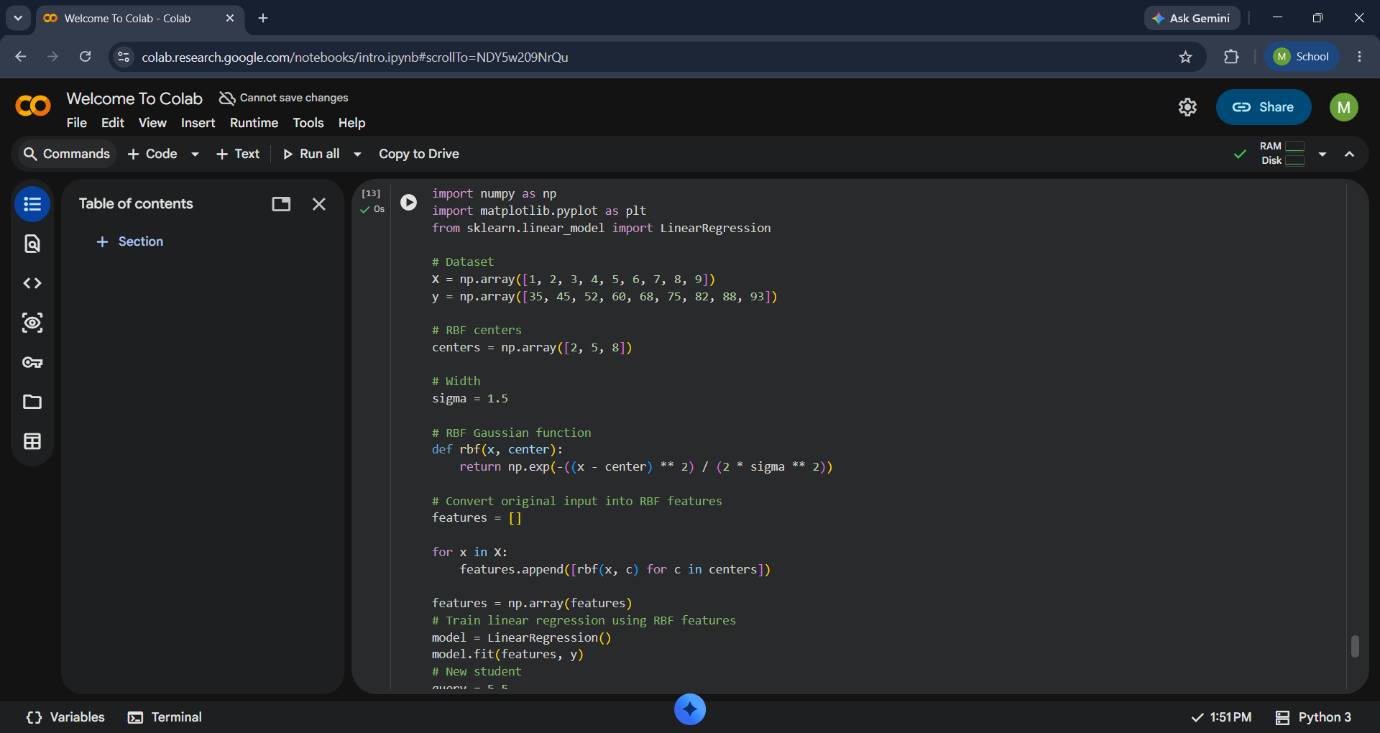 Welcome To Colab - Colab
Ask Gemini
colab.research.google.com/notebooks/intro.ipynb#scrollTo=NDY5w209NrQu
M School
Welcome To Colab
Cannot save changes
Share
M
File Edit View Insert Runtime Tools Help
Commands + Code + Text Run all Copy to Drive
RAM
Disk
Table of contents
+ Section
[13]
0s
import numpy as np
import matplotlib.pyplot as plt
from sklearn.linear_model import LinearRegression
# Dataset
X = np.array([1, 2, 3, 4, 5, 6, 7, 8, 9])
y = np.array([35, 45, 52, 60, 68, 75, 82, 88, 93])
# RBF centers
centers = np.array([2, 5, 8])
# Width
sigma = 1.5
# RBF Gaussian function
def rbf(x, center):
    return np.exp(-((x - center) ** 2) / (2 * sigma ** 2))
# Convert original input into RBF features
features = []
for x in X:
    features.append([rbf(x, c) for c in centers])
features = np.array(features)
# Train linear regression using RBF features
model = LinearRegression()
model.fit(features, y)
# New student
query = 5.5
{} Variables Terminal
1:51 PM Python 3